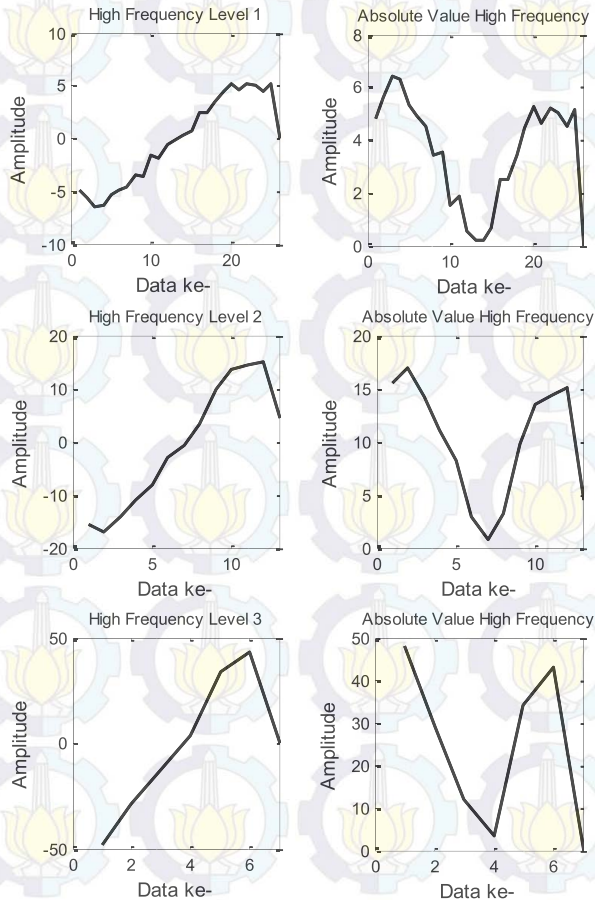 High Frequency Level 1
10
5
0
-5
-10
0 10 20
Amplitude
Data ke-
Absolute Value High Frequency
8
6
4
2
0
0 10 20
Amplitude
Data ke-
High Frequency Level 2
20
10
0
-10
-20
0 5 10
Amplitude
Data ke-
Absolute Value High Frequency
20
15
10
5
0
0 5 10
Amplitude
Data ke-
High Frequency Level 3
50
0
-50
0 2 4 6
Amplitude
Data ke-
Absolute Value High Frequency
50
40
30
20
10
0
0 2 4 6
Amplitude
Data ke-